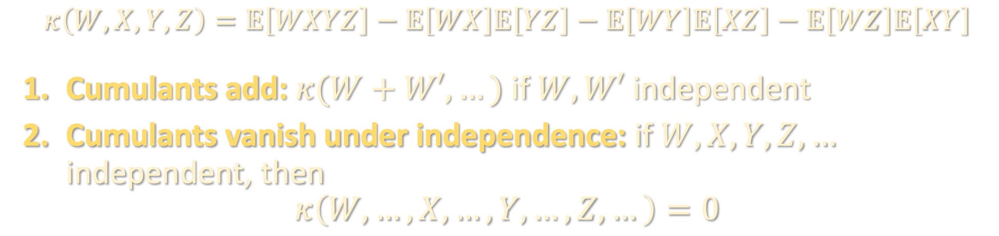 κ(W, X, Y, Z) = 𝔼[WXYZ] − 𝔼[WX]𝔼[YZ] − 𝔼[WY]𝔼[XZ] − 𝔼[WZ]𝔼[XY]
1. Cumulants add: κ(W + W′, … ) if W, W′ independent
2. Cumulants vanish under independence: if W, X, Y, Z, …
independent, then
κ(W, … , X, … , Y, … , Z, … ) = 0